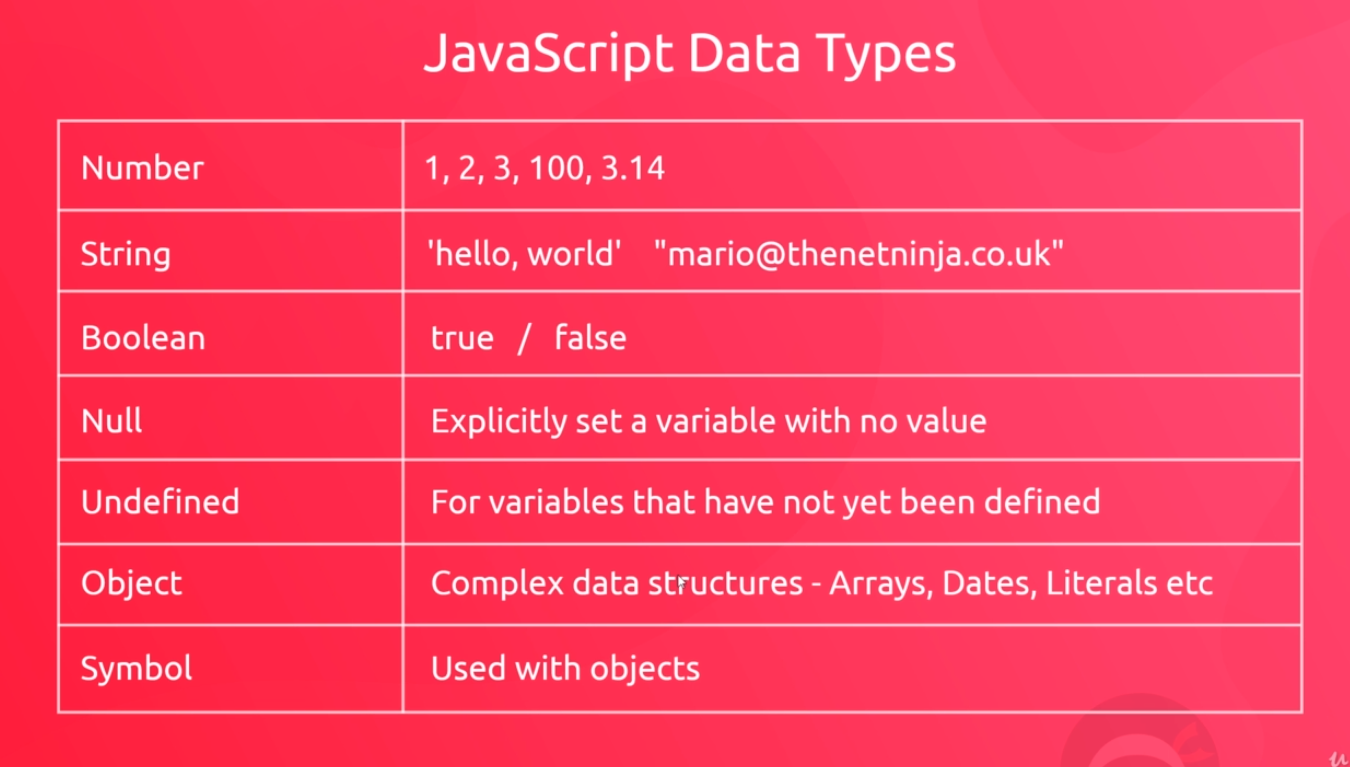 JavaScript Data Types
Number 1, 2, 3, 100, 3.14
String 'hello, world' "mario@thenetninja.co.uk"
Boolean true / false
Null Explicitly set a variable with no value
Undefined For variables that have not yet been defined
Object Complex data structures - Arrays, Dates, Literals etc
Symbol Used with objects